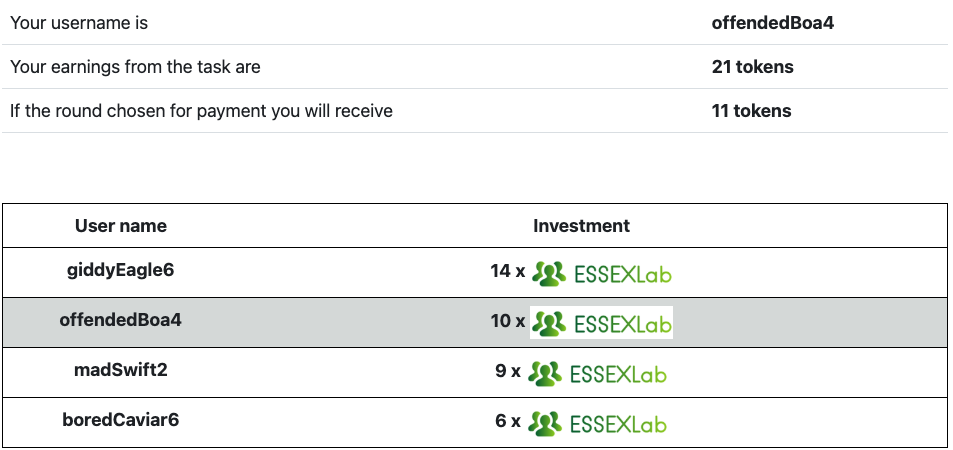 Your username is offendedBoa4
Your earnings from the task are 21 tokens
If the round chosen for payment you will receive 11 tokens
User name Investment
giddyEagle6 14 x ESSEXLab
offendedBoa4 10 x ESSEXLab
madSwift2 9 x ESSEXLab
boredCaviar6 6 x ESSEXLab